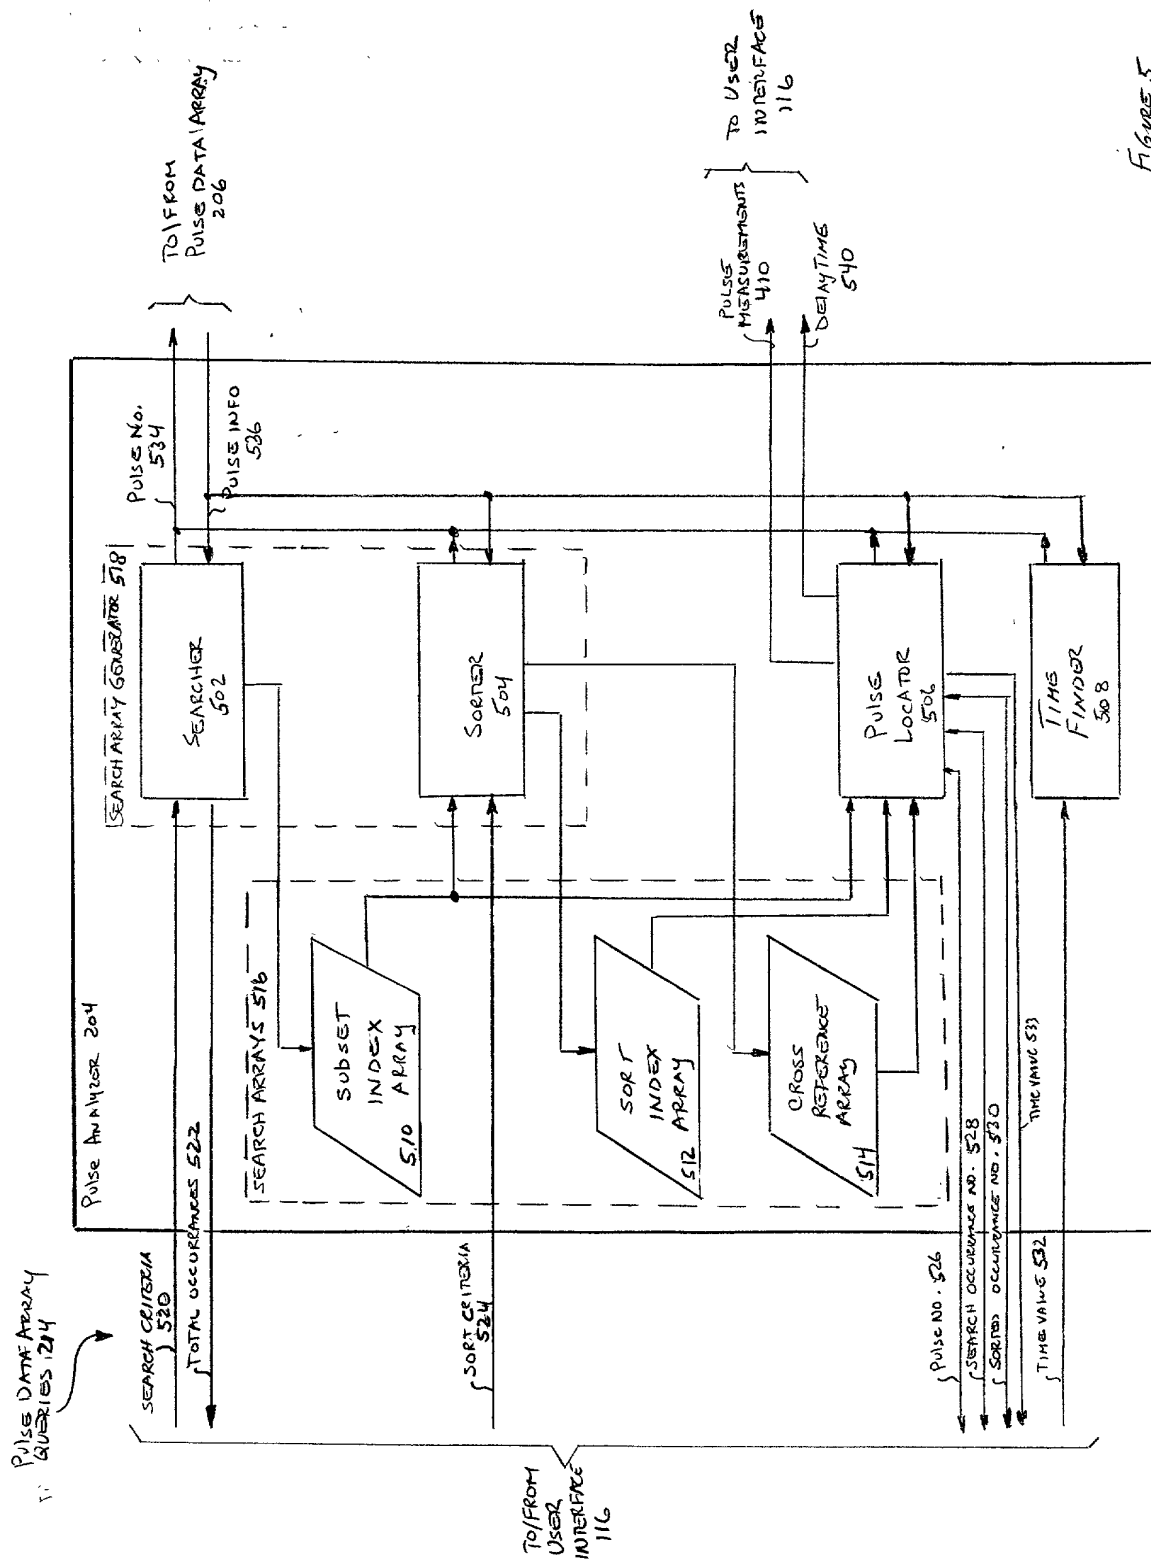 PULSE DATA ARRAY
QUERIES 214
TO/FROM
USER
INTERFACE
116
SEARCH CRITERIA
520
TOTAL OCCURRANCES 522
SORT CRITERIA
524
PULSE NO. 526
SEARCH OCCURRENCE NO. 528
SORTED OCCURRENCE NO. 530
TIME VALUE 533
TIME VALUE 532
PULSE ANALYZER 204
SEARCH ARRAYS 516
SUBSET
INDEX
ARRAY
510
SORT
INDEX
ARRAY
512
CROSS
REFERENCE
ARRAY
514
SEARCH ARRAY GENERATOR 518
SEARCHER
502
SORTER
504
PULSE
LOCATOR
506
TIME
FINDER
508
PULSE NO.
534
PULSE INFO
536
TO/FROM
PULSE DATA ARRAY
206
PULSE
MEASUREMENTS
410
DELAY TIME
540
TO USER
INTERFACE
116
FIGURE 5